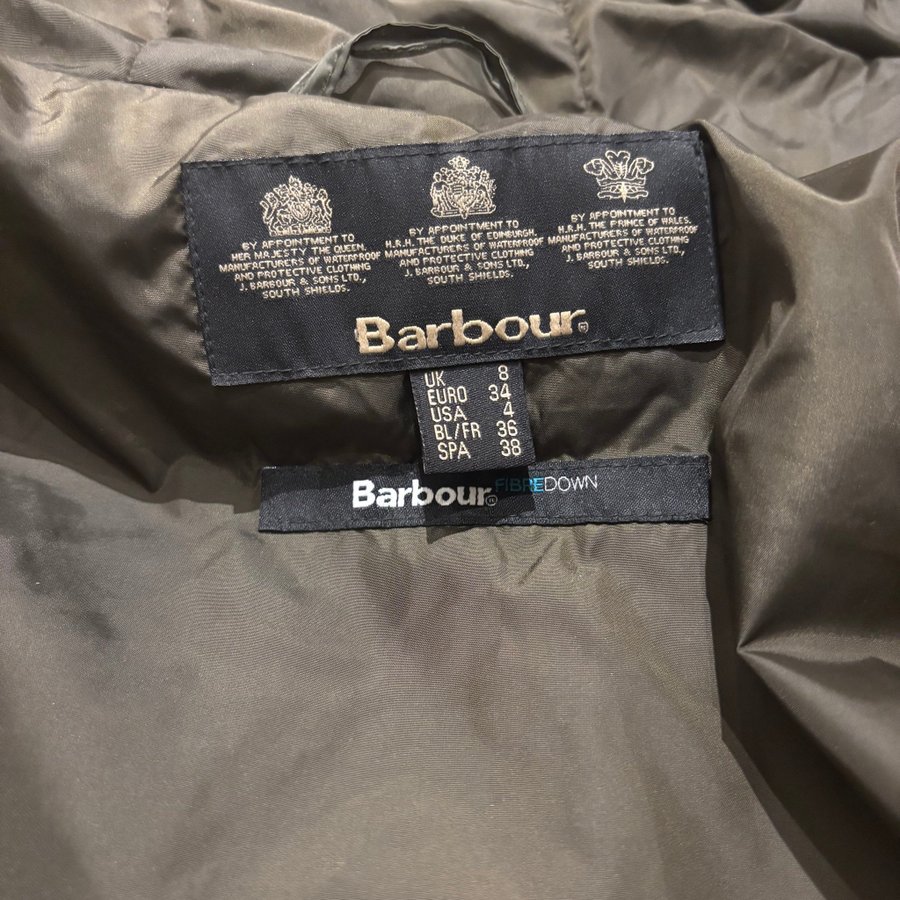 BY APPOINTMENT TO
HER MAJESTY THE QUEEN.
MANUFACTURERS OF WATERPROOF
AND PROTECTIVE CLOTHING
J. BARBOUR & SONS LTD.,
SOUTH SHIELDS.
BY APPOINTMENT TO
H.R.H. THE DUKE OF EDINBURGH.
MANUFACTURERS OF WATERPROOF
AND PROTECTIVE CLOTHING
J. BARBOUR & SONS LTD.,
SOUTH SHIELDS.
BY APPOINTMENT TO
H.R.H. THE PRINCE OF WALES.
MANUFACTURERS OF WATERPROOF
AND PROTECTIVE CLOTHING
J. BARBOUR & SONS LTD.,
SOUTH SHIELDS.
Barbour®
UK 8
EURO 34
USA 4
BL/FR 36
SPA 38
Barbour® FIBREDOWN